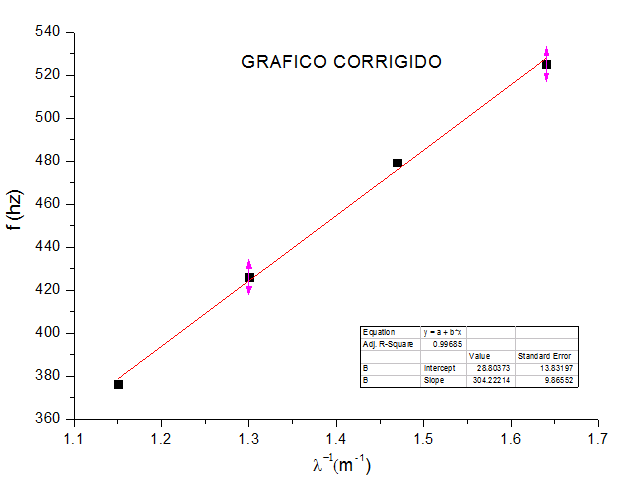 GRAFICO CORRIGIDO
f (hz)
540
520
500
480
460
440
420
400
380
360
1.1 1.2 1.3 1.4 1.5 1.6 1.7
λ⁻¹(m⁻¹)
Equation y = a + b*x
Adj. R-Square 0.99685
Value Standard Error
B Intercept 28.80373 13.83197
B Slope 304.22214 9.86552